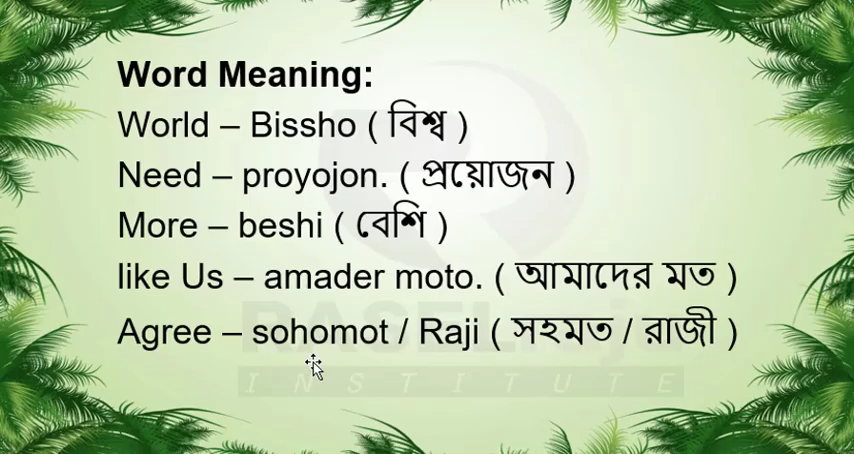 Word Meaning:
World – Bissho ( বিশ্ব )
Need – proyojon. ( প্রয়োজন )
More – beshi ( বেশি )
like Us – amader moto. ( আমাদের মত )
Agree – sohomot / Raji ( সহমত / রাজী )
INSTITUTE